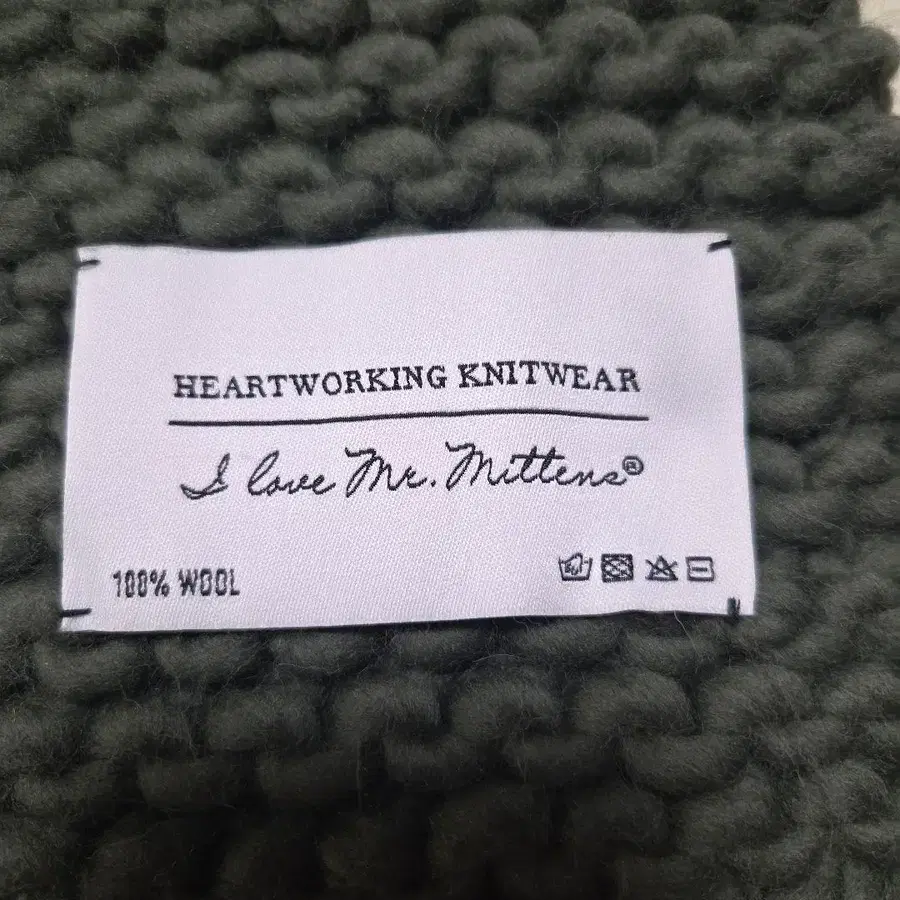 HEARTWORKING KNITWEAR
I love Mr. Mittens®
100% WOOL